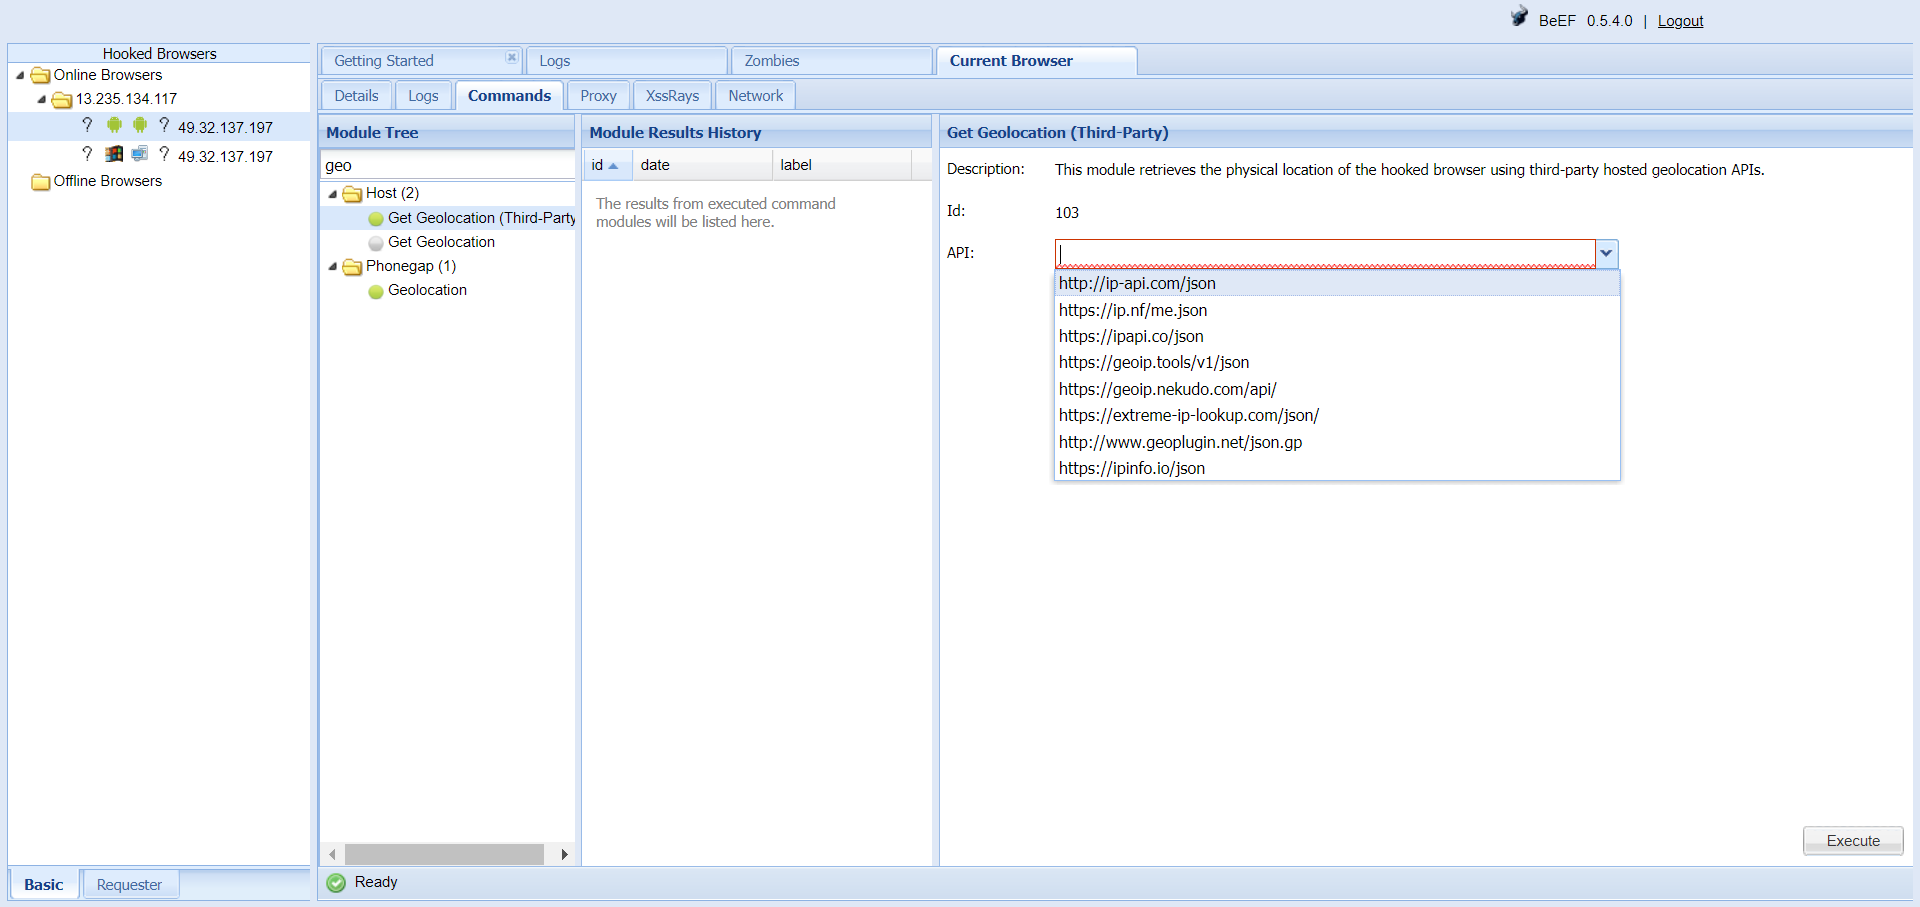 BeEF 0.5.4.0 | Logout
Hooked Browsers
Online Browsers
13.235.134.117
? ? 49.32.137.197
? ? 49.32.137.197
Offline Browsers
Basic Requester
Getting Started Logs Zombies Current Browser
Details Logs Commands Proxy XssRays Network
Module Tree
geo
Host (2)
Get Geolocation (Third-Party
Get Geolocation
Phonegap (1)
Geolocation
Module Results History
id date label
The results from executed command
modules will be listed here.
Get Geolocation (Third-Party)
Description: This module retrieves the physical location of the hooked browser using third-party hosted geolocation APIs.
Id: 103
API:
http://ip-api.com/json
https://ip.nf/me.json
https://ipapi.co/json
https://geoip.tools/v1/json
https://geoip.nekudo.com/api/
https://extreme-ip-lookup.com/json/
http://www.geoplugin.net/json.gp
https://ipinfo.io/json
Execute
Ready